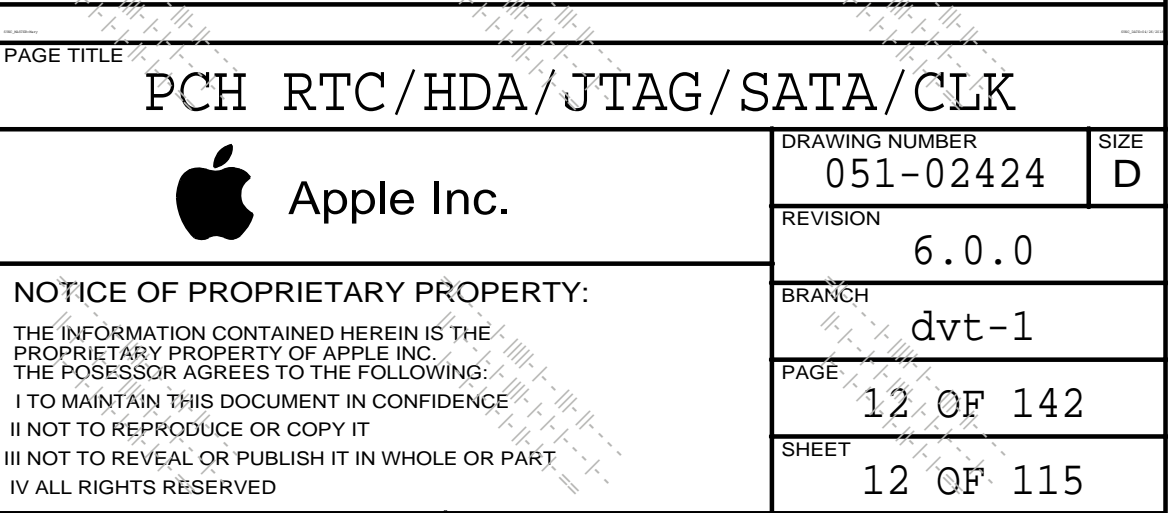 PAGE TITLE
PCH RTC/HDA/JTAG/SATA/CLK
Apple Inc.
DRAWING NUMBER
051-02424
SIZE
D
REVISION
6.0.0
NOTICE OF PROPRIETARY PROPERTY:
THE INFORMATION CONTAINED HEREIN IS THE
PROPRIETARY PROPERTY OF APPLE INC.
THE POSESSOR AGREES TO THE FOLLOWING:
I TO MAINTAIN THIS DOCUMENT IN CONFIDENCE
II NOT TO REPRODUCE OR COPY IT
III NOT TO REVEAL OR PUBLISH IT IN WHOLE OR PART
IV ALL RIGHTS RESERVED
BRANCH
dvt-1
PAGE
12 OF 142
SHEET
12 OF 115